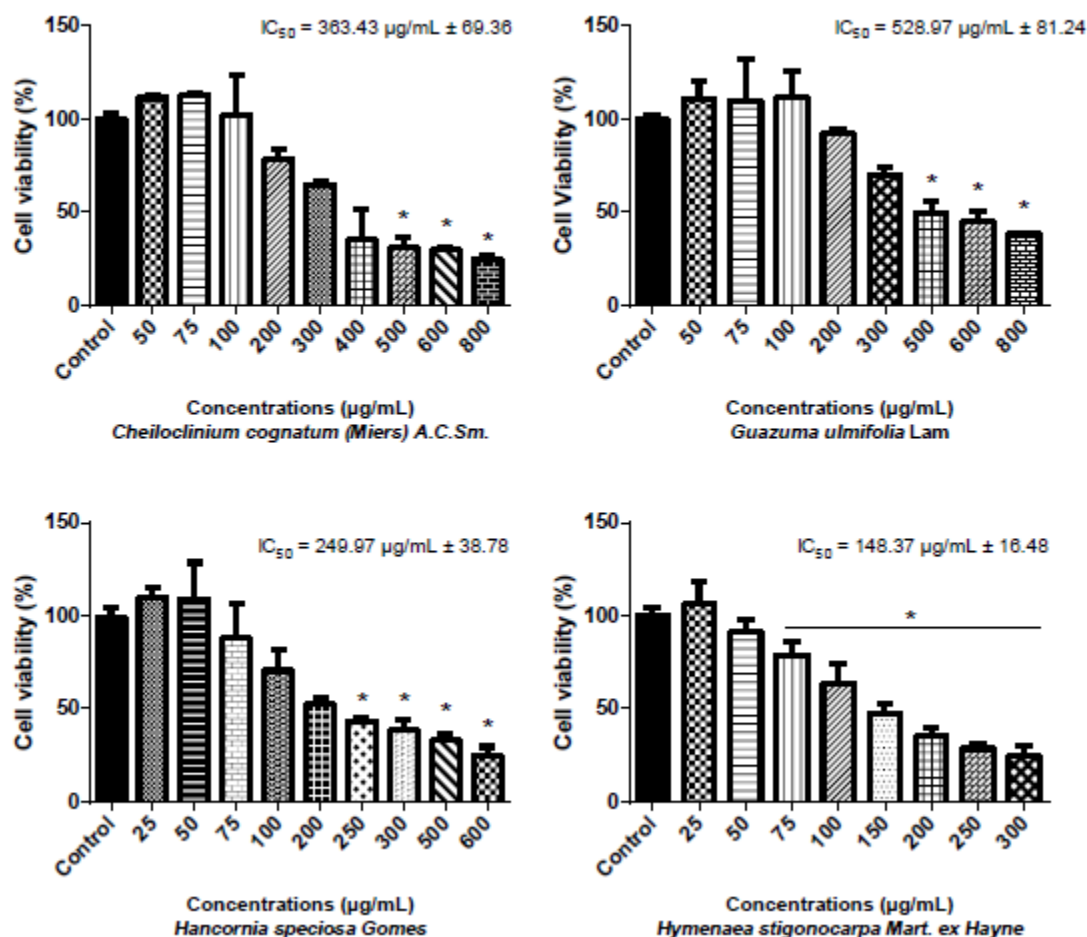 IC50 = 363.43 µg/mL ± 69.36
150
100
50
0
Cell viability (%)
Control 50 75 100 200 300 400 500 600 800
* * *
Concentrations (µg/mL)
Cheiloclinium cognatum (Miers) A.C.Sm.
IC50 = 528.97 µg/mL ± 81.24
150
100
50
0
Cell Viability (%)
Control 50 75 100 200 300 500 600 800
* * *
Concentrations (µg/mL)
Guazuma ulmifolia Lam
IC50 = 249.97 µg/mL ± 38.78
150
100
50
0
Cell viability (%)
Control 25 50 75 100 200 250 300 500 600
* * * *
Concentrations (µg/mL)
Hancornia speciosa Gomes
IC50 = 148.37 µg/mL ± 16.48
150
100
50
0
Cell viability (%)
Control 25 50 75 100 150 200 250 300
*
Concentrations (µg/mL)
Hymenaea stigonocarpa Mart. ex Hayne